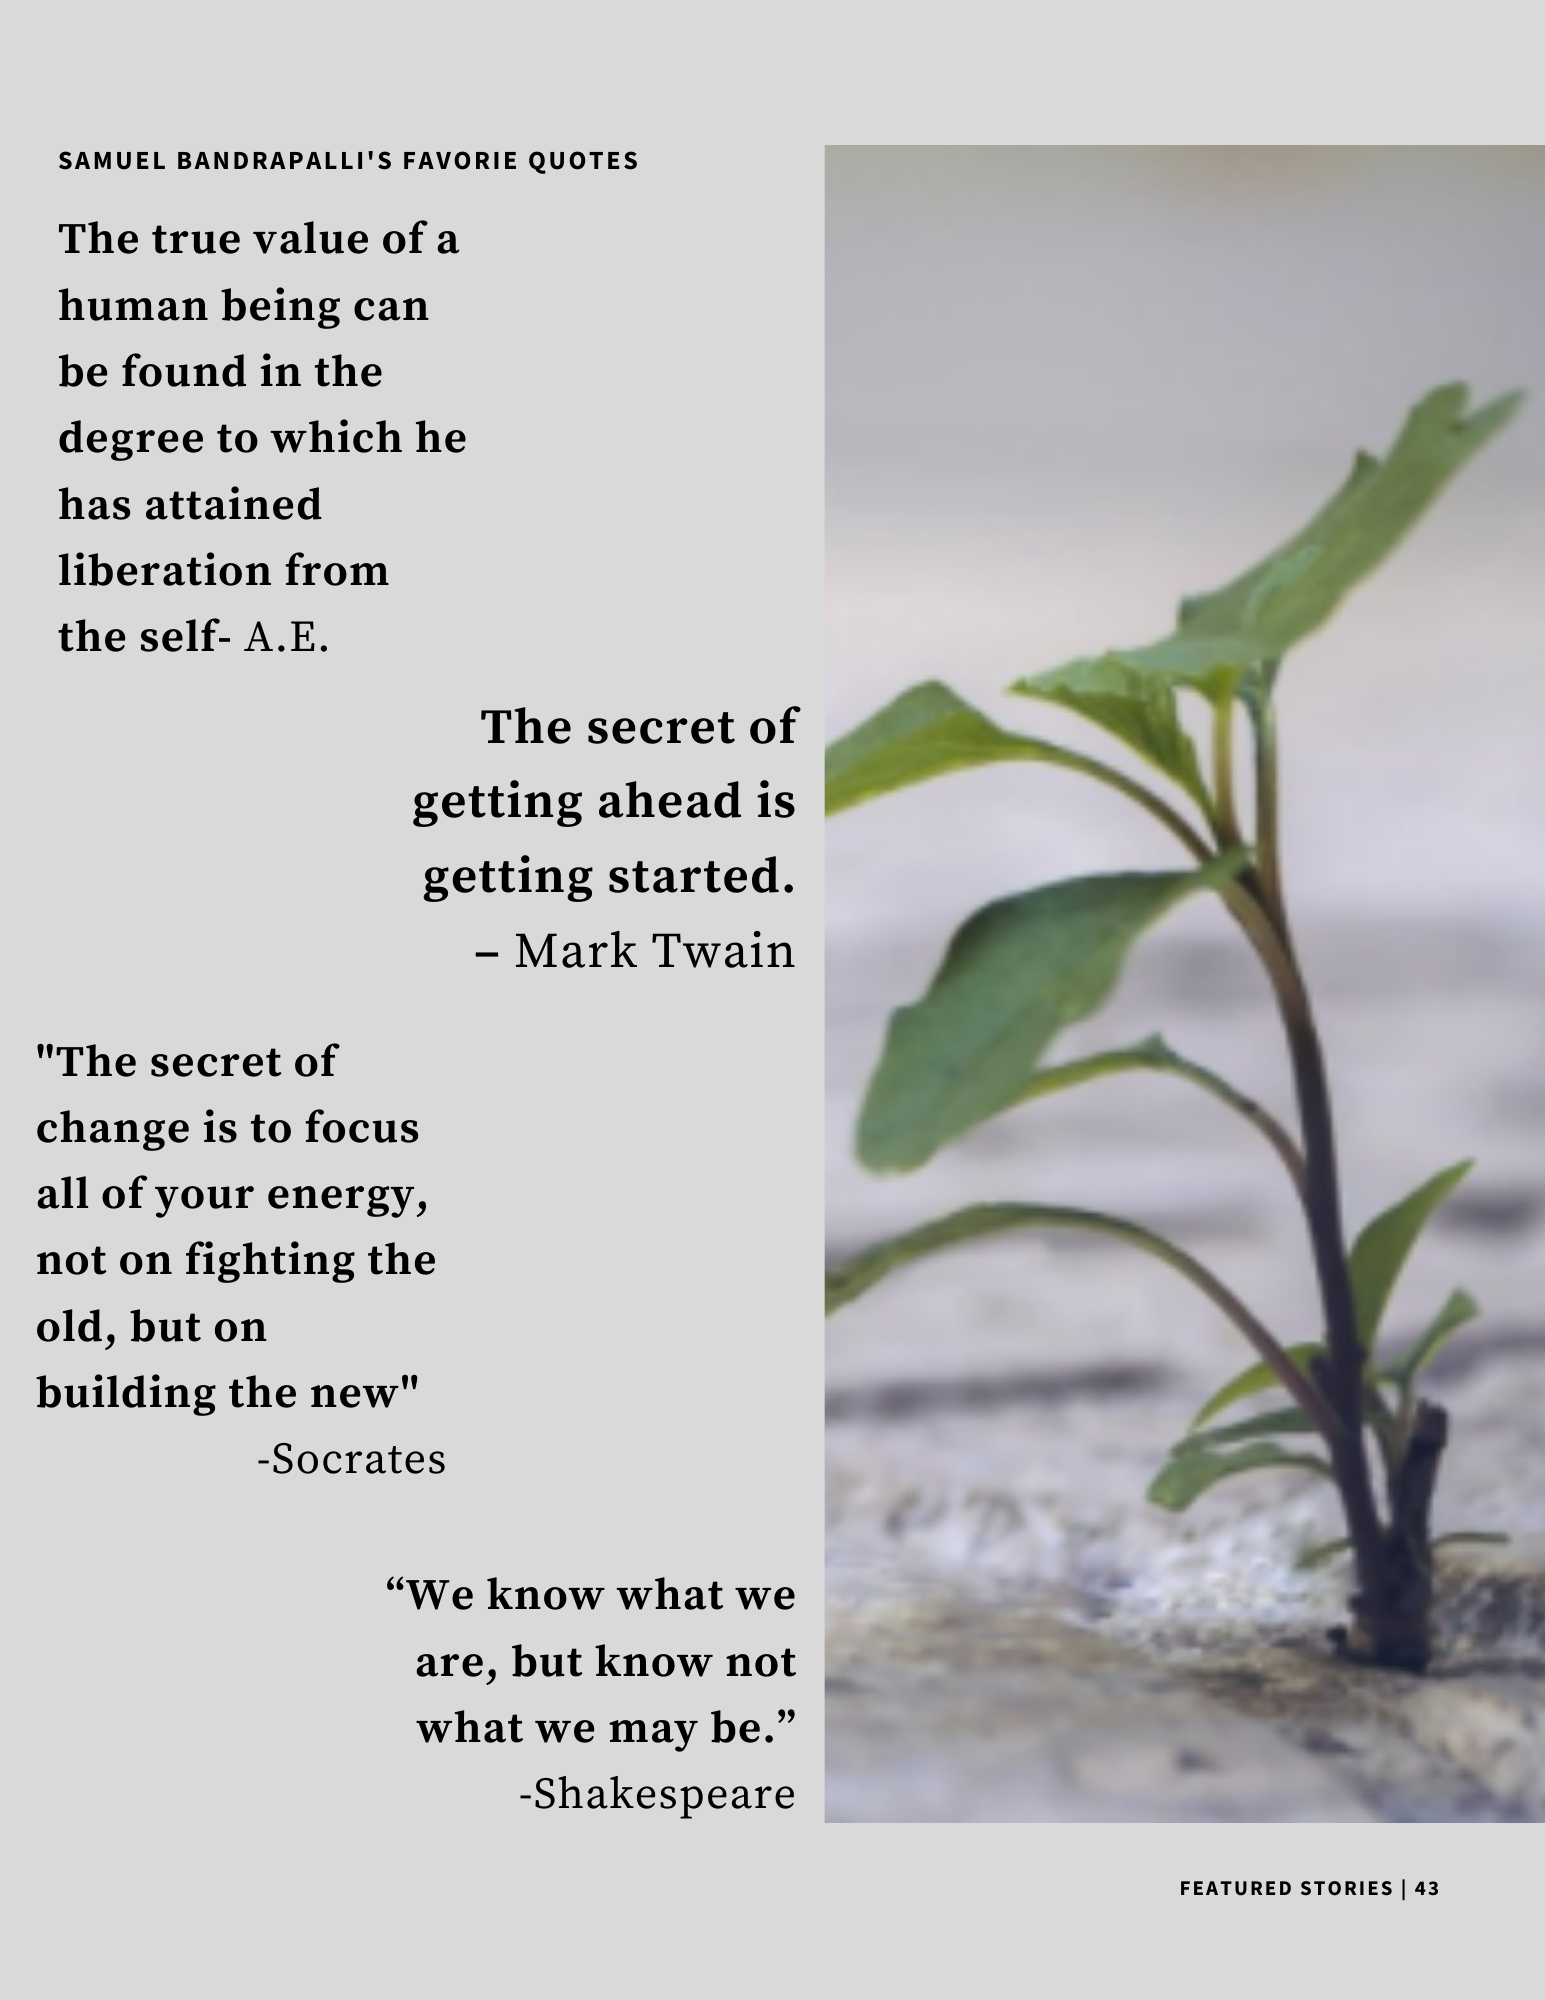 SAMUEL BANDRAPALLI'S FAVORIE QUOTES
The true value of a
human being can
be found in the
degree to which he
has attained
liberation from
the self- A.E.
The secret of
getting ahead is
getting started.
– Mark Twain
"The secret of
change is to focus
all of your energy,
not on fighting the
old, but on
building the new"
-Socrates
“We know what we
are, but know not
what we may be.”
-Shakespeare
FEATURED STORIES | 43